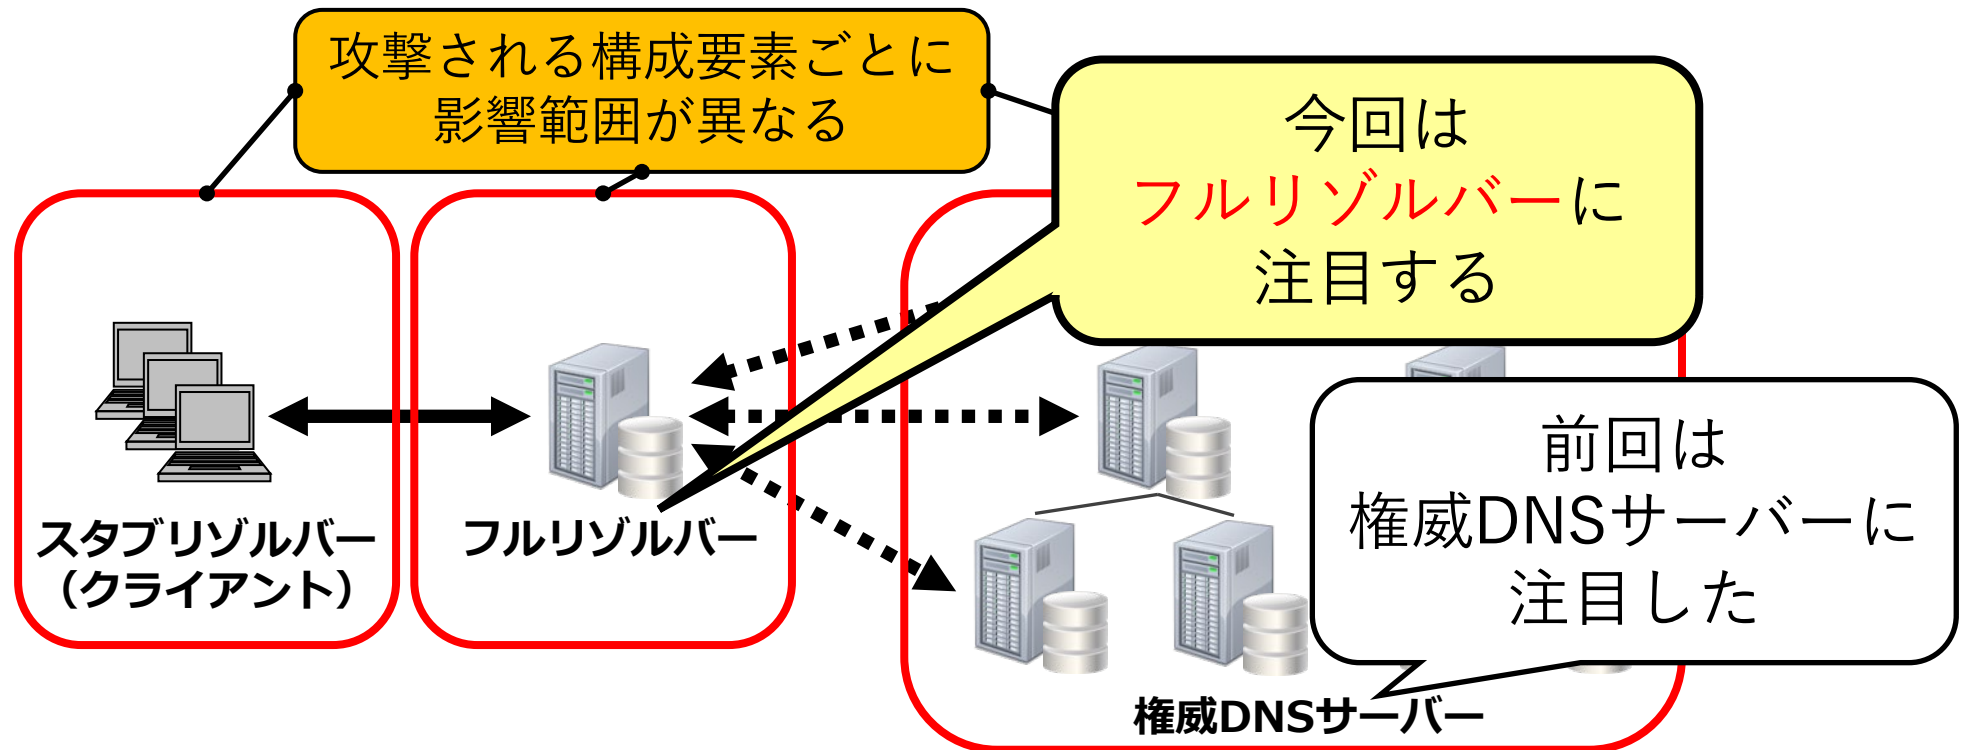 攻撃される構成要素ごとに
影響範囲が異なる
今回は
フルリゾルバーに
注目する
前回は
権威DNSサーバーに
注目した
スタブリゾルバー
（クライアント）
フルリゾルバー
権威DNSサーバー